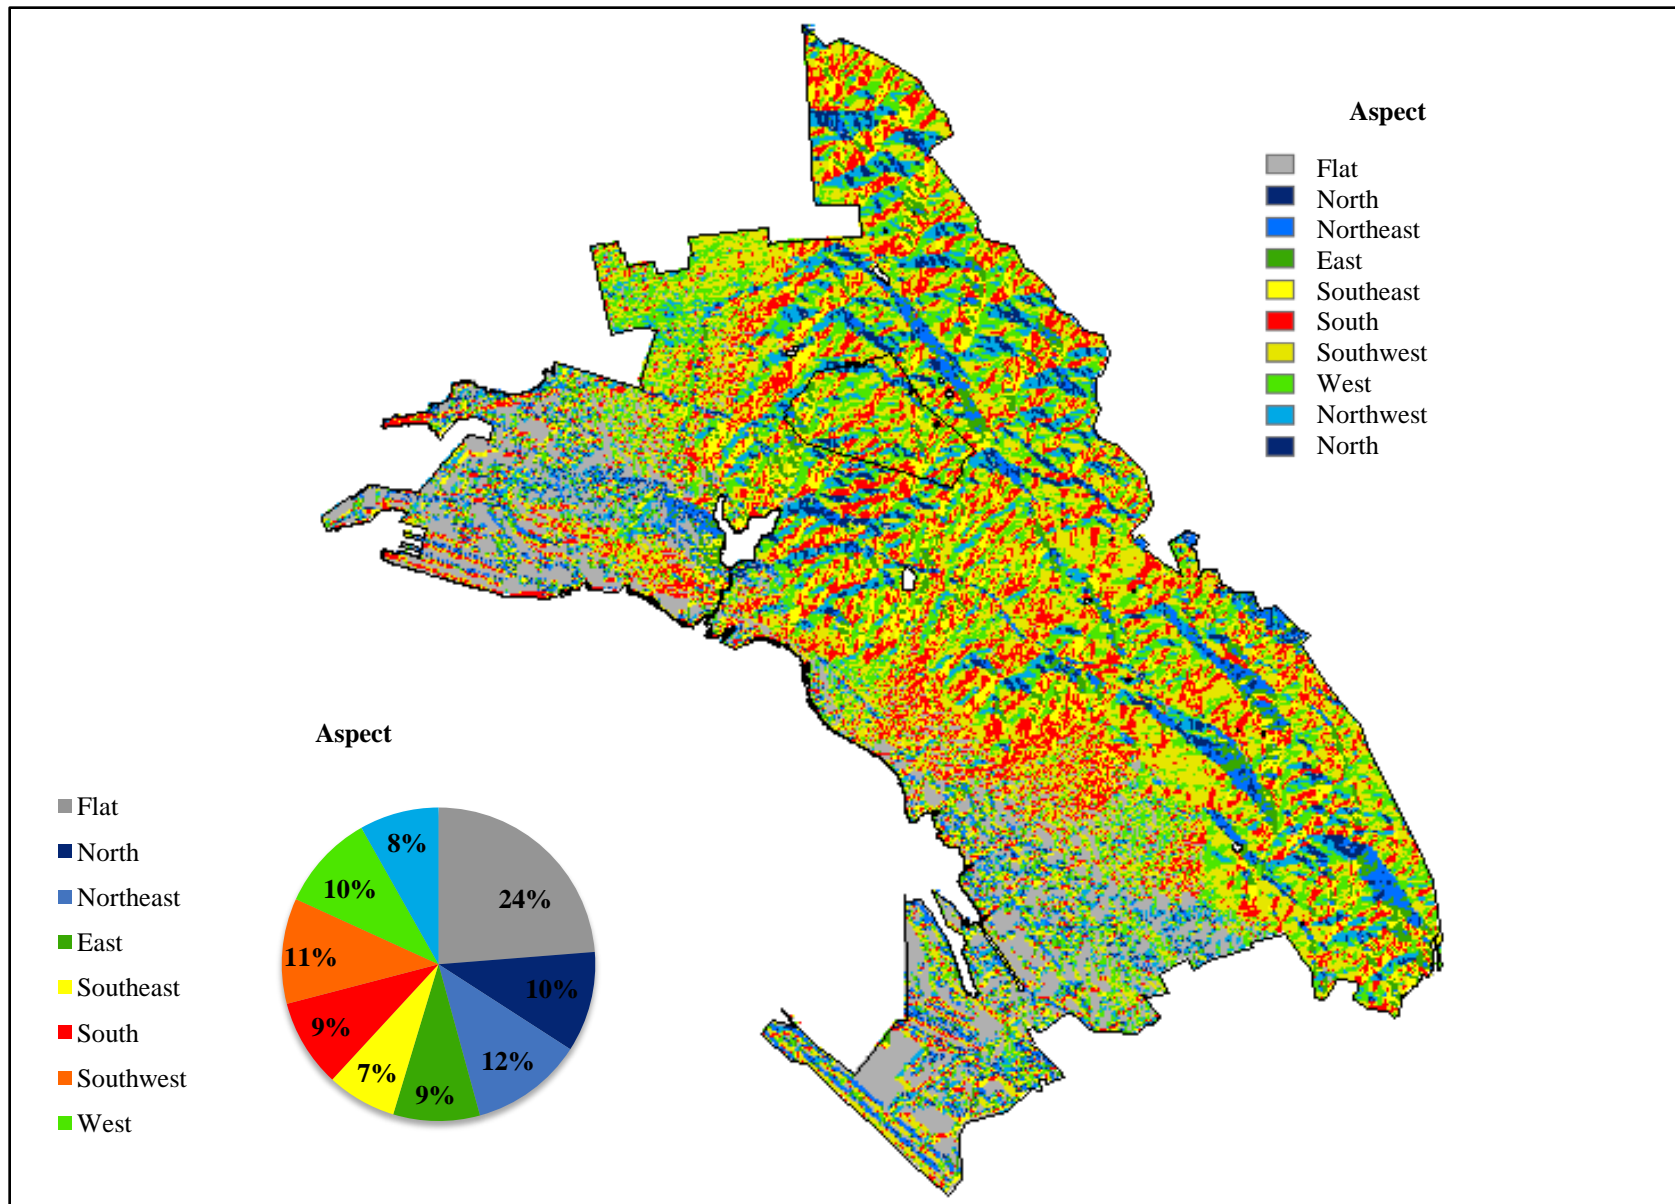 Aspect
Flat
North
Northeast
East
Southeast
South
Southwest
West
Northwest
North
Aspect
Flat
North
Northeast
East
Southeast
South
Southwest
West
8%
24%
10%
10%
11%
9%
12%
7%
9%